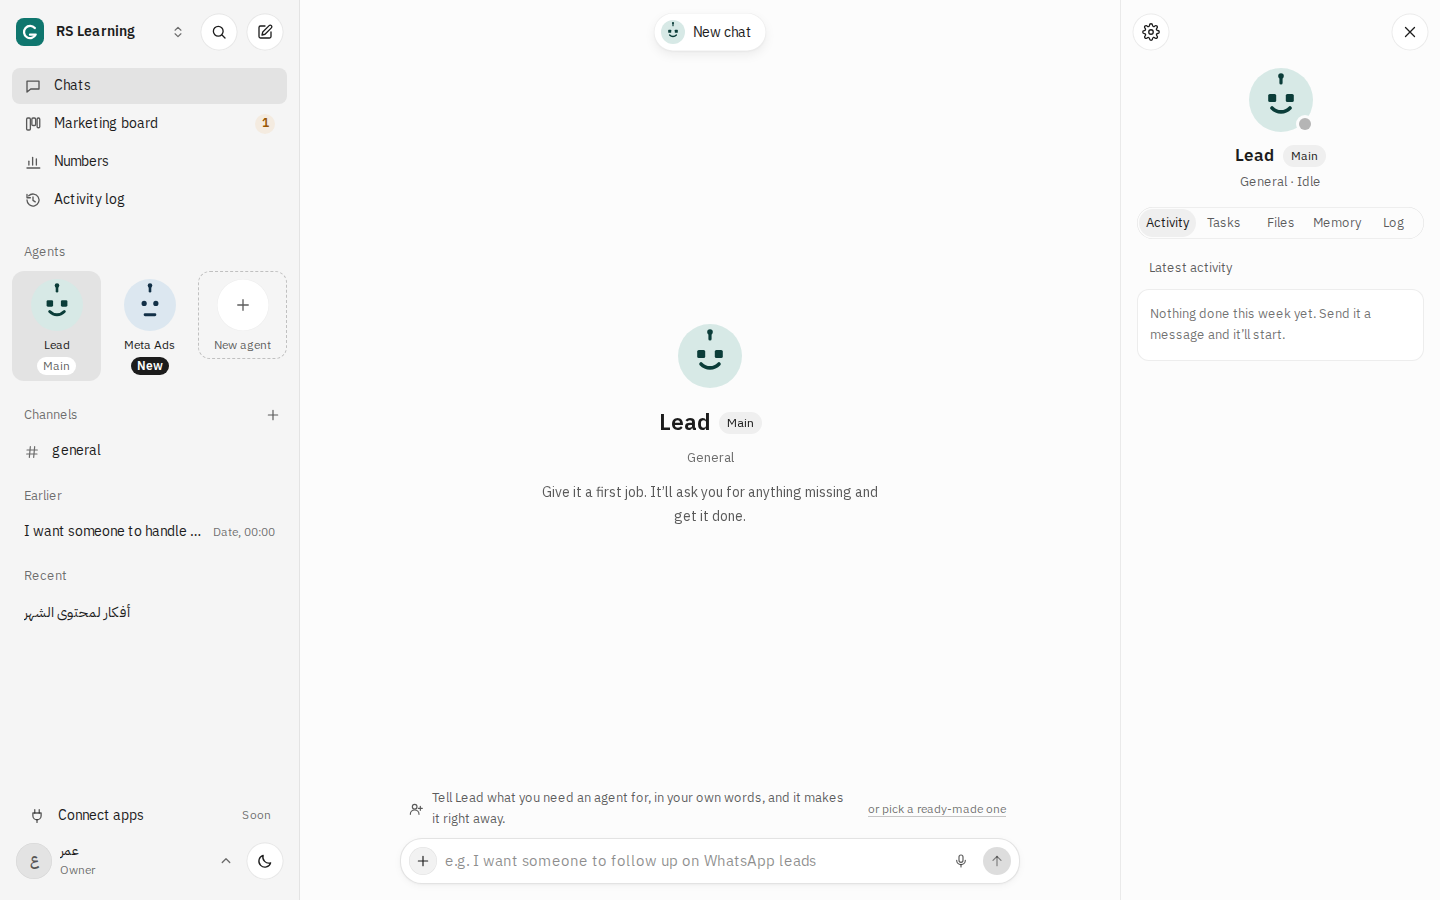 RS Learning
Chats
Marketing board
1
Numbers
Activity log
Agents
Lead
Main
Meta Ads
New
New agent
Channels
general
Earlier
I want someone to handle ...
Date, 00:00
Recent
أفكار لمحتوى الشهر
Connect apps
Soon
ع
عمر
Owner
New chat
Lead
Main
General
Give it a first job. It'll ask you for anything missing and
get it done.
Tell Lead what you need an agent for, in your own words, and it makes
it right away.
or pick a ready-made one
e.g. I want someone to follow up on WhatsApp leads
Lead
Main
General · Idle
Activity
Tasks
Files
Memory
Log
Latest activity
Nothing done this week yet. Send it a
message and it'll start.